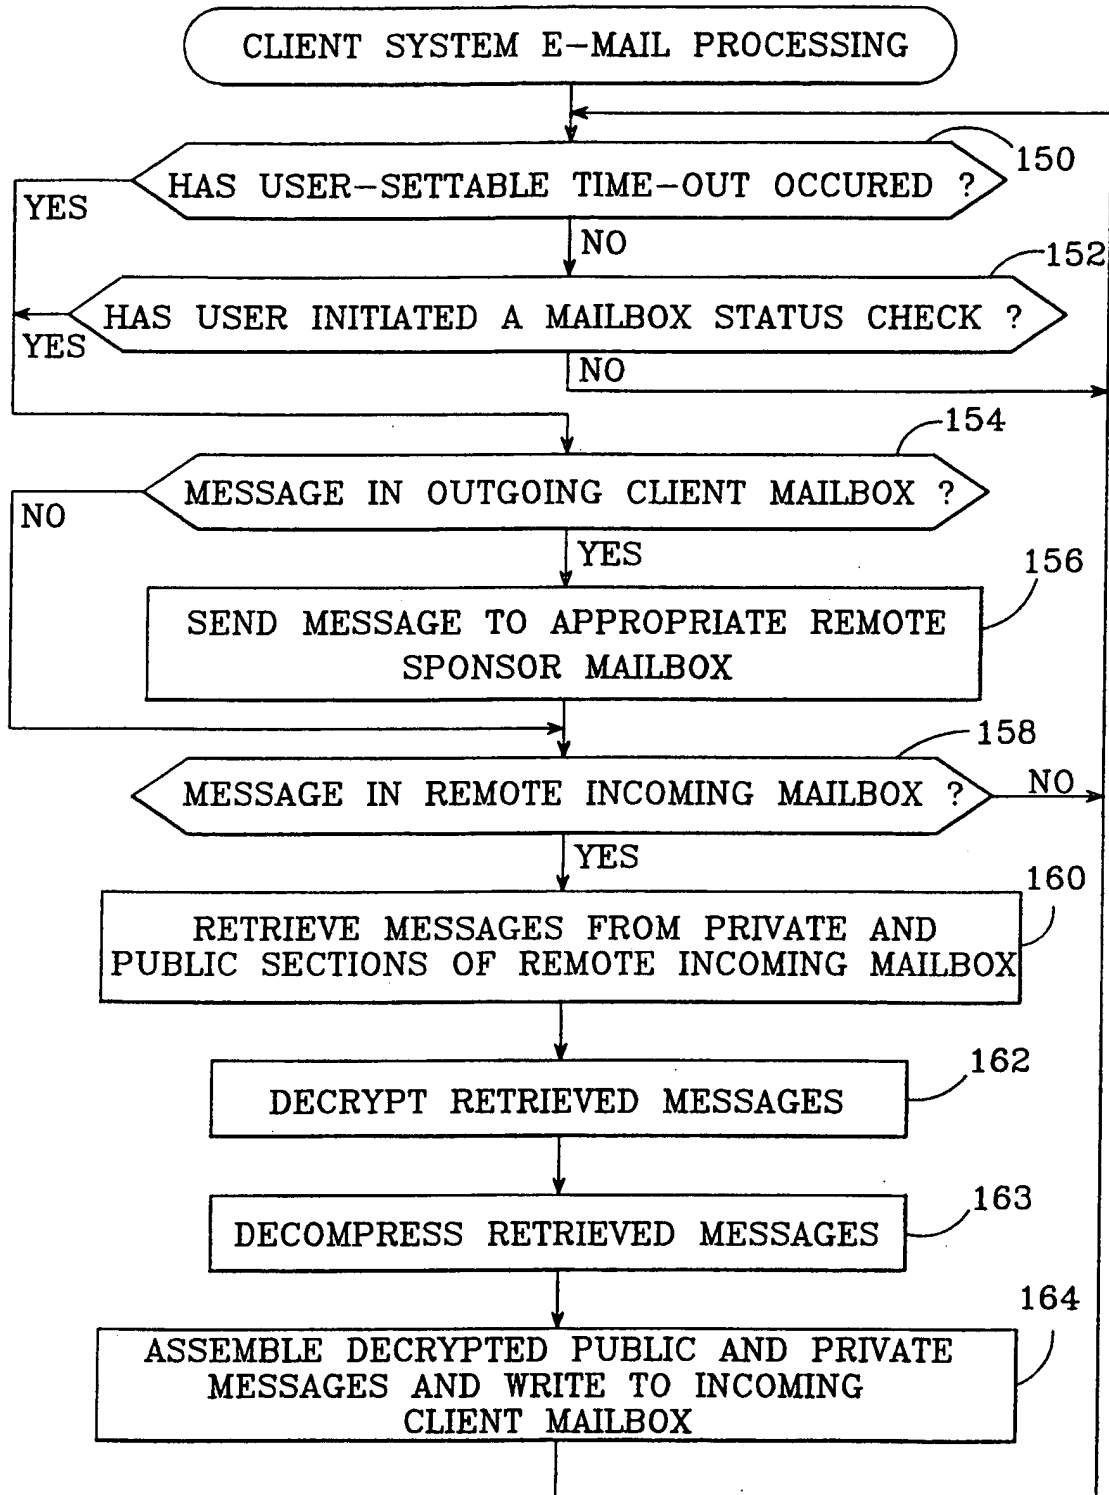 CLIENT SYSTEM E-MAIL PROCESSING
150
HAS USER-SETTABLE TIME-OUT OCCURED ?
YES
NO
152
HAS USER INITIATED A MAILBOX STATUS CHECK ?
YES
NO
154
MESSAGE IN OUTGOING CLIENT MAILBOX ?
NO
YES
156
SEND MESSAGE TO APPROPRIATE REMOTE
SPONSOR MAILBOX
158
MESSAGE IN REMOTE INCOMING MAILBOX ?
NO
YES
160
RETRIEVE MESSAGES FROM PRIVATE AND
PUBLIC SECTIONS OF REMOTE INCOMING MAILBOX
162
DECRYPT RETRIEVED MESSAGES
163
DECOMPRESS RETRIEVED MESSAGES
164
ASSEMBLE DECRYPTED PUBLIC AND PRIVATE
MESSAGES AND WRITE TO INCOMING
CLIENT MAILBOX